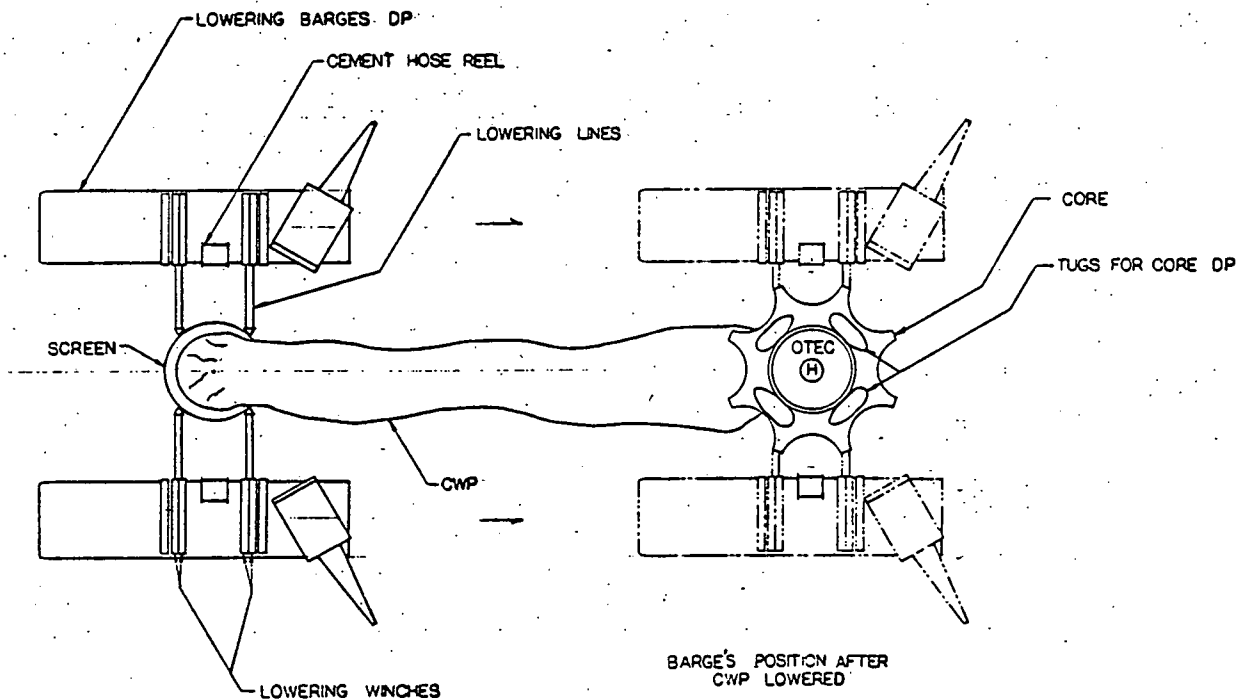 LOWERING BARGES DP
CEMENT HOSE REEL
LOWERING LINES
CORE
TUGS FOR CORE DP
SCREEN
OTEC
H
CWP
LOWERING WINCHES
BARGE'S POSITION AFTER
CWP LOWERED